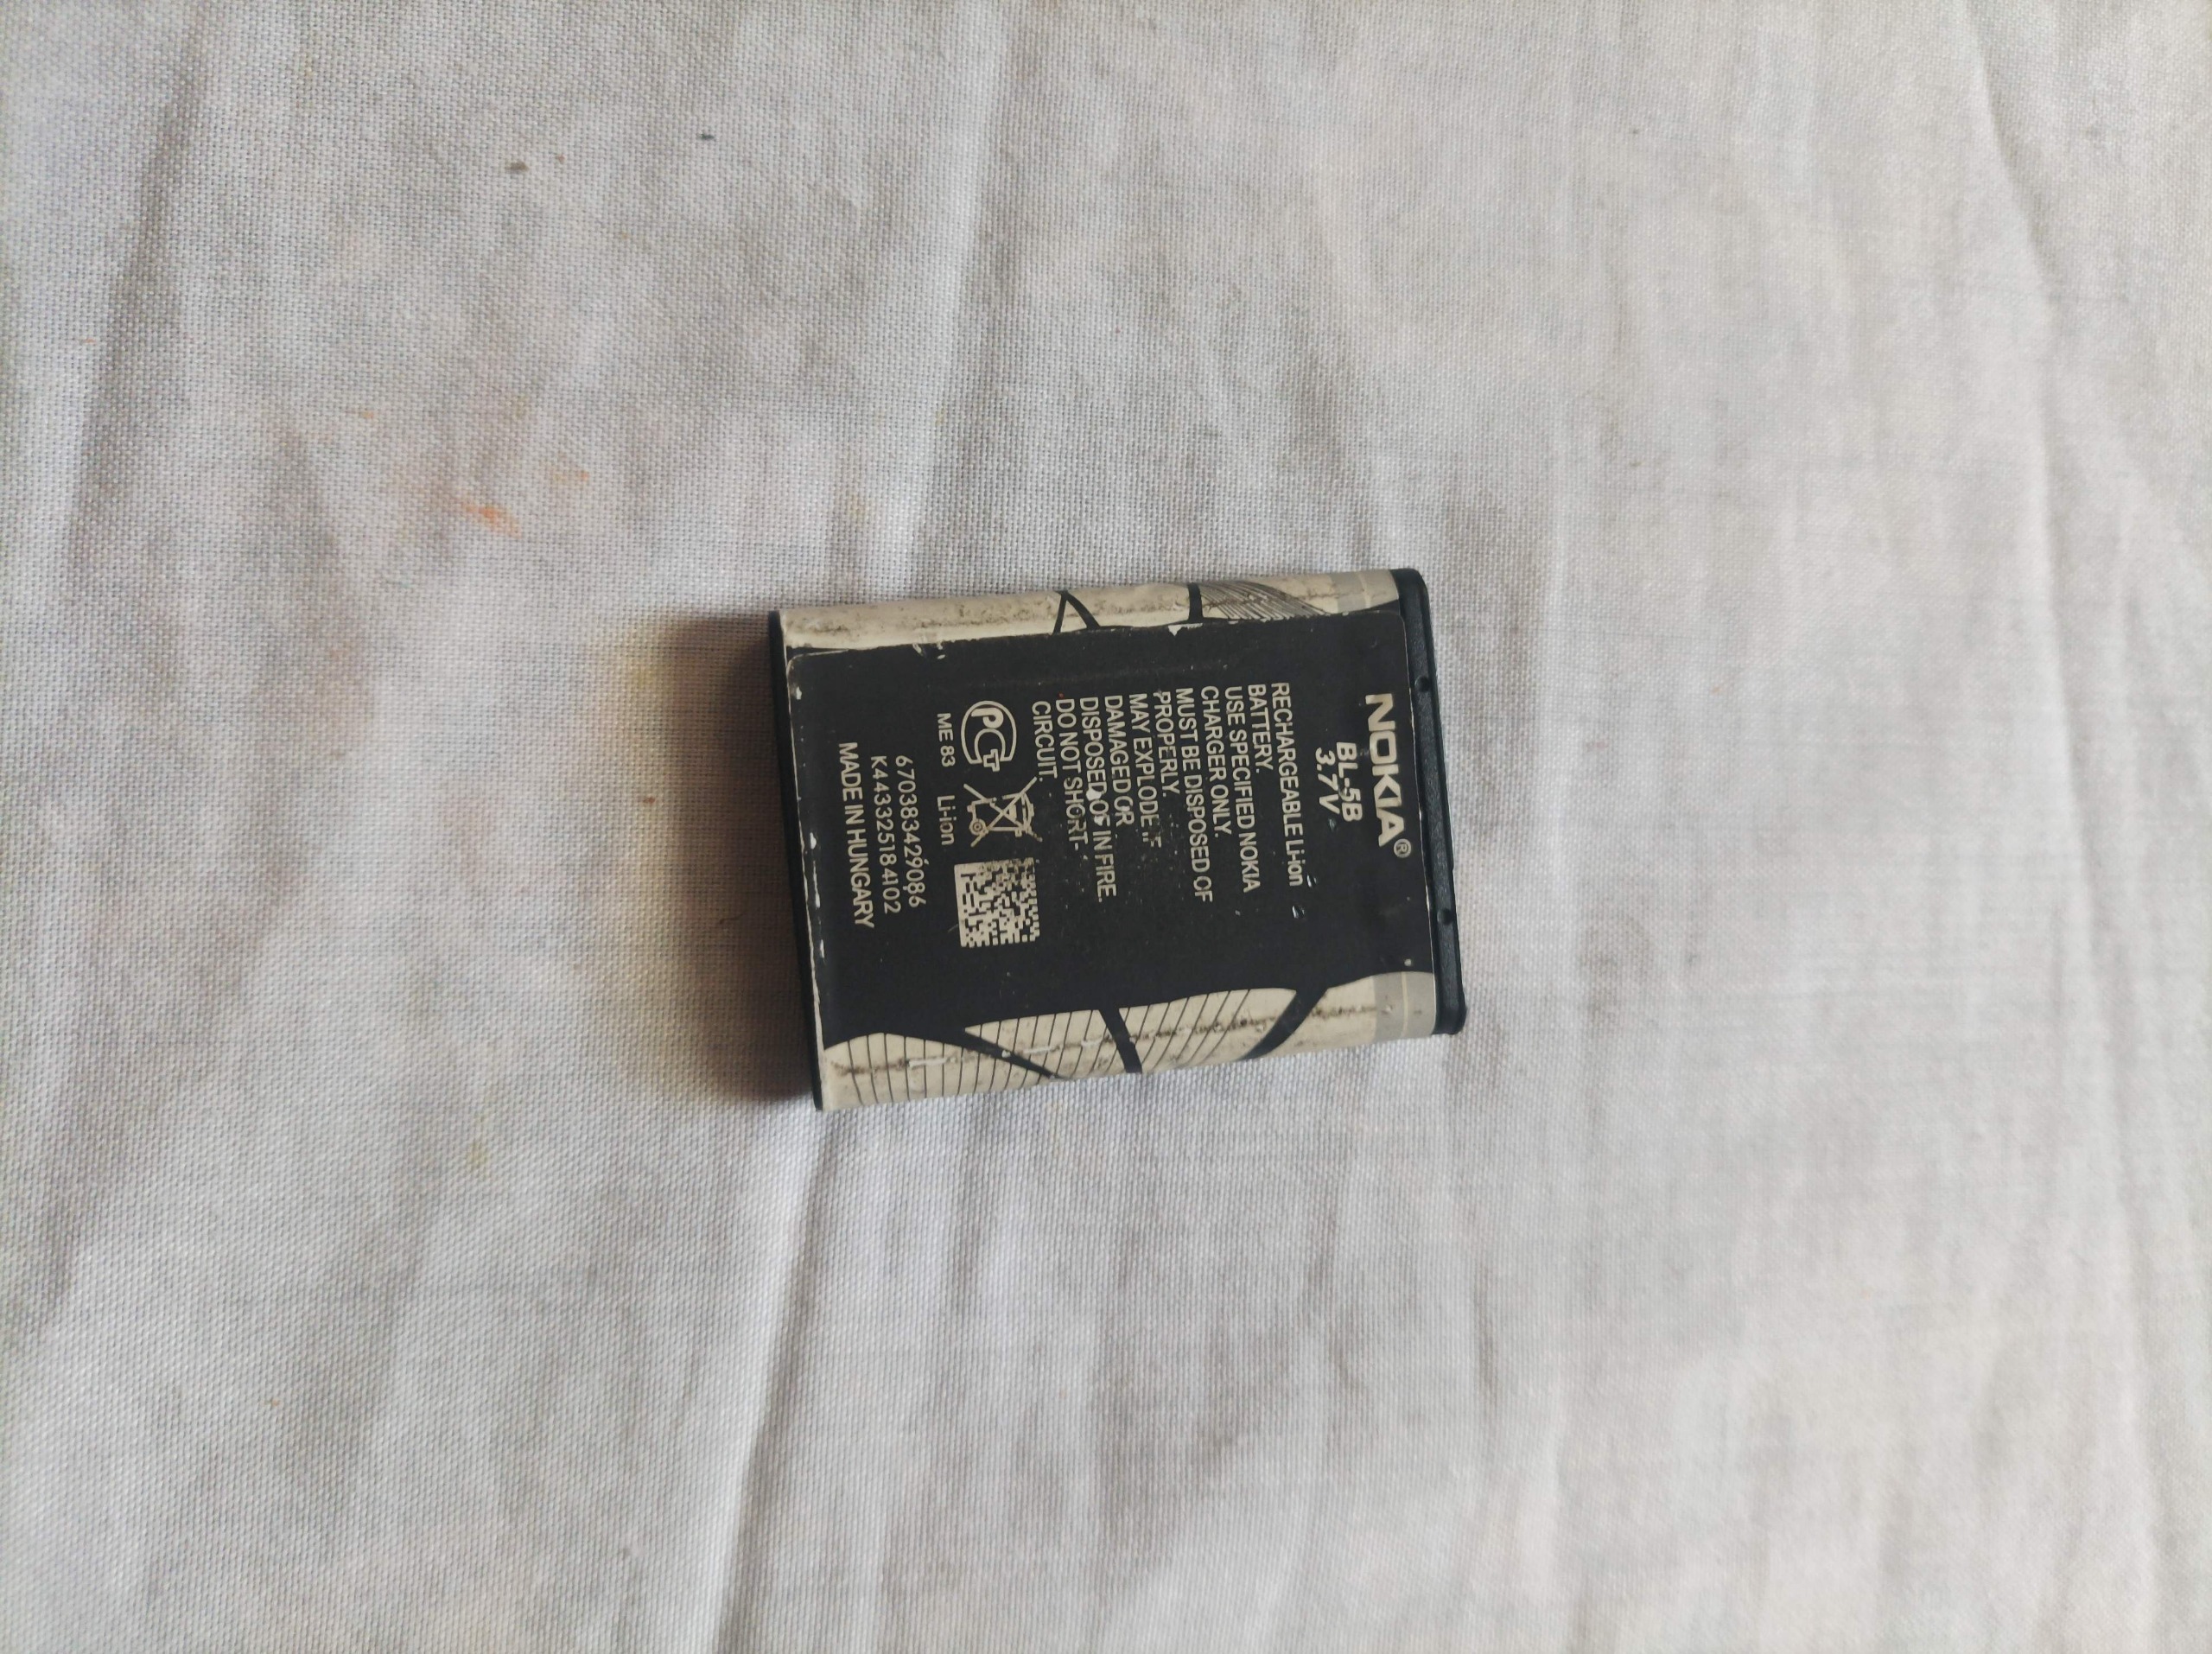 NOKIA®
BL-5B
3.7V
RECHARGEABLE Li-ion
BATTERY.
USE SPECIFIED NOKIA
CHARGER ONLY.
MUST BE DISPOSED OF
PROPERLY.
MAY EXPLODE IF
DAMAGED OR
DISPOSED OF IN FIRE.
DO NOT SHORT-
CIRCUIT.
PCT
ME 83 Li-ion
6703834429086
K443325184102
MADE IN HUNGARY